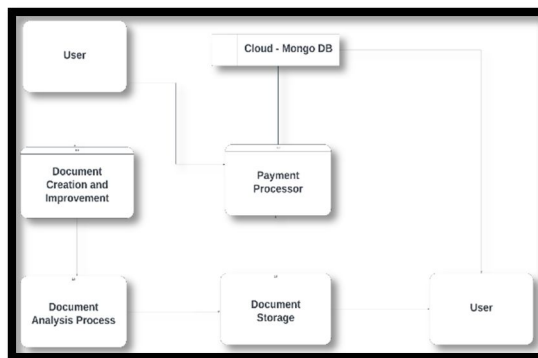 User
Cloud - Mongo DB
Document
Creation and
Improvement
Payment
Processor
Document
Analysis Process
Document
Storage
User